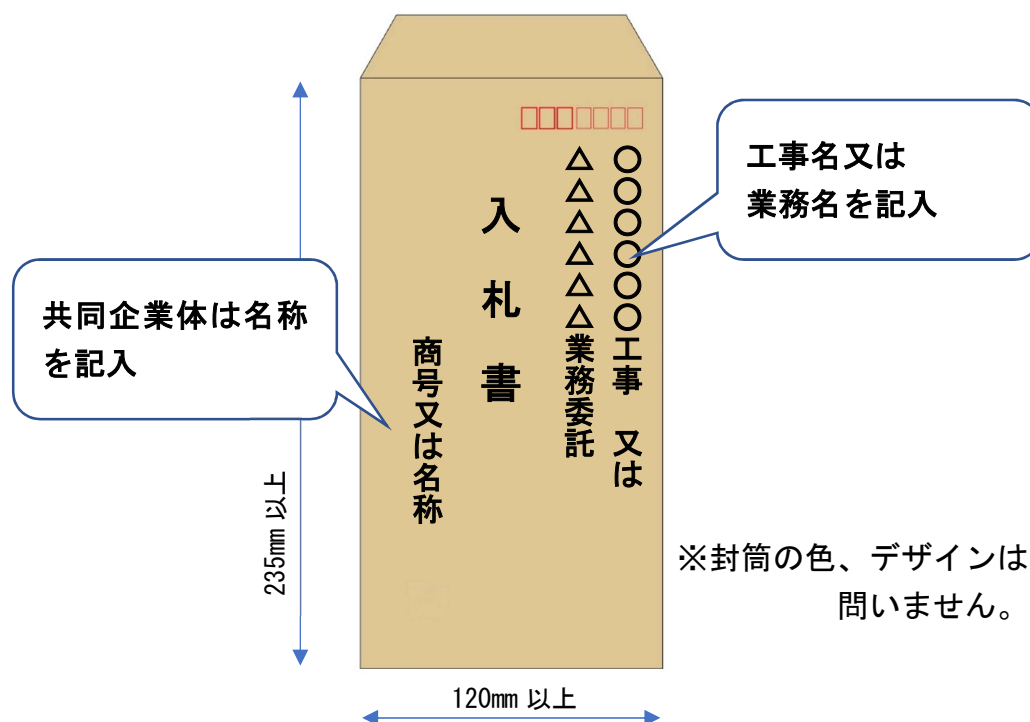 〇〇〇〇〇〇工事 又は
△△△△△△業務委託
入札書
商号又は名称
工事名又は
業務名を記入
共同企業体は名称
を記入
235mm 以上
120mm 以上
※封筒の色、デザインは
問いません。